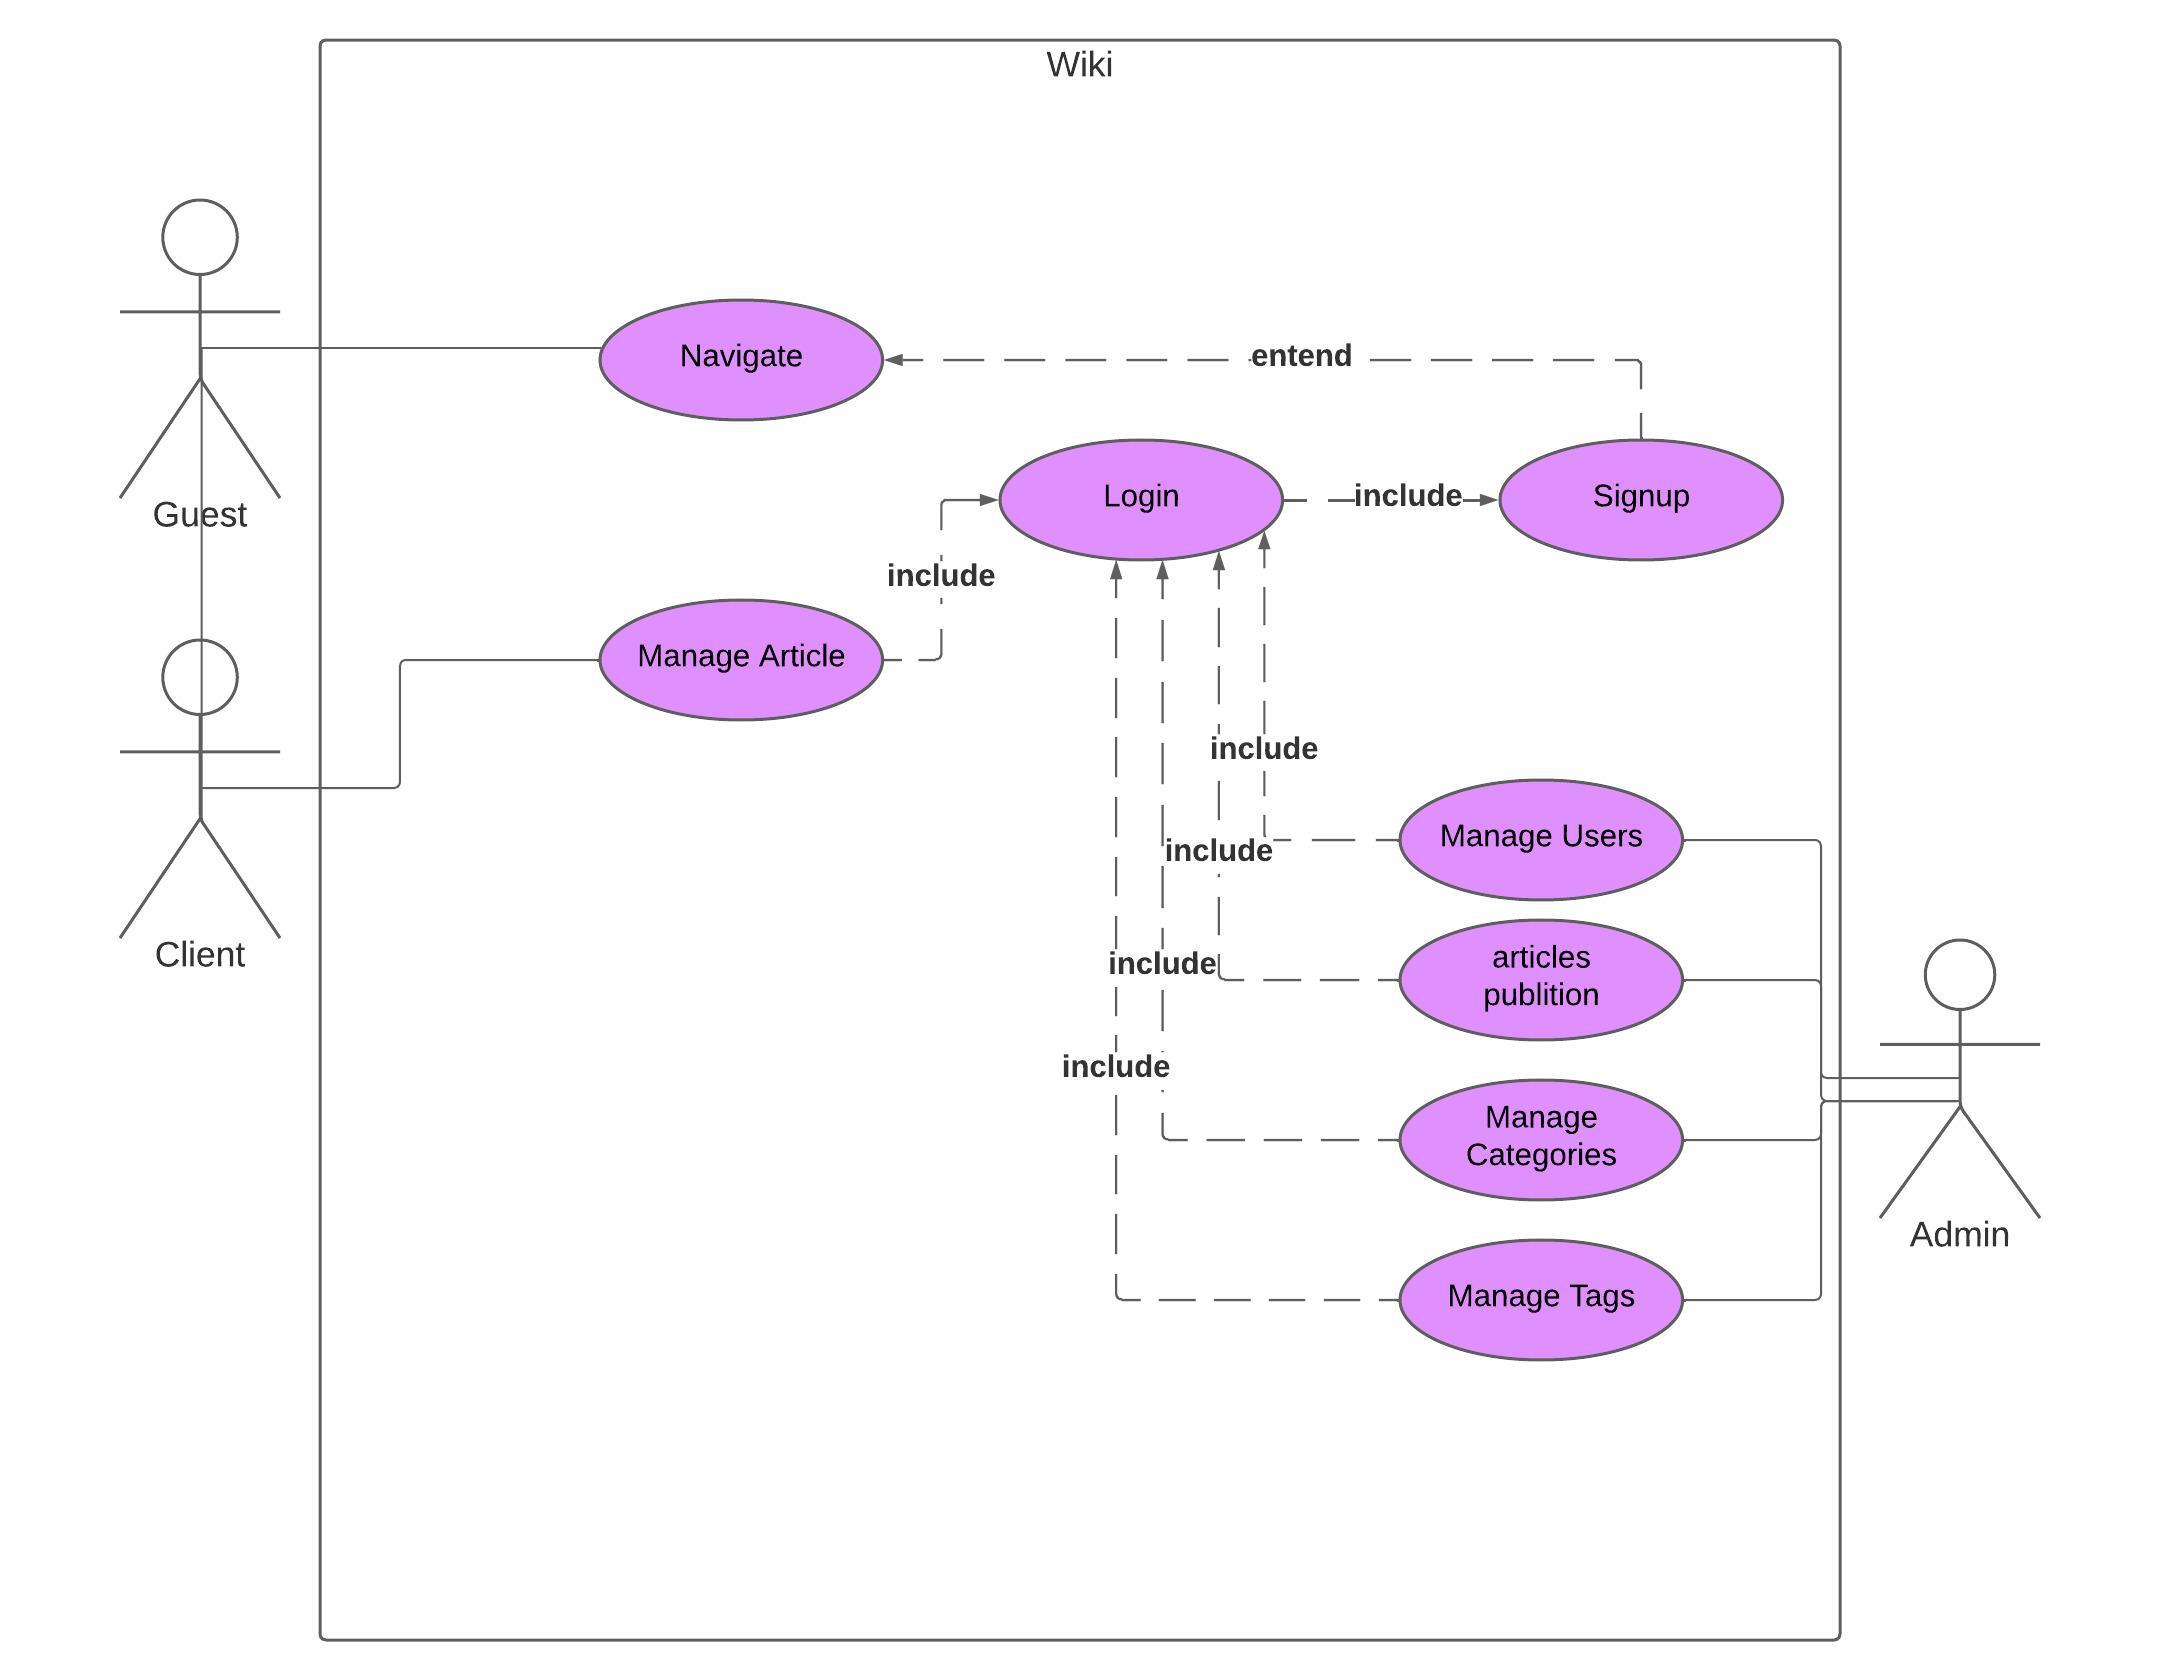 Wiki
Navigate
entend
Guest
Login
include
Signup
include
Manage Article
include
Manage Users
include
Client
articles
publition
include
include
Manage
Categories
Admin
Manage Tags